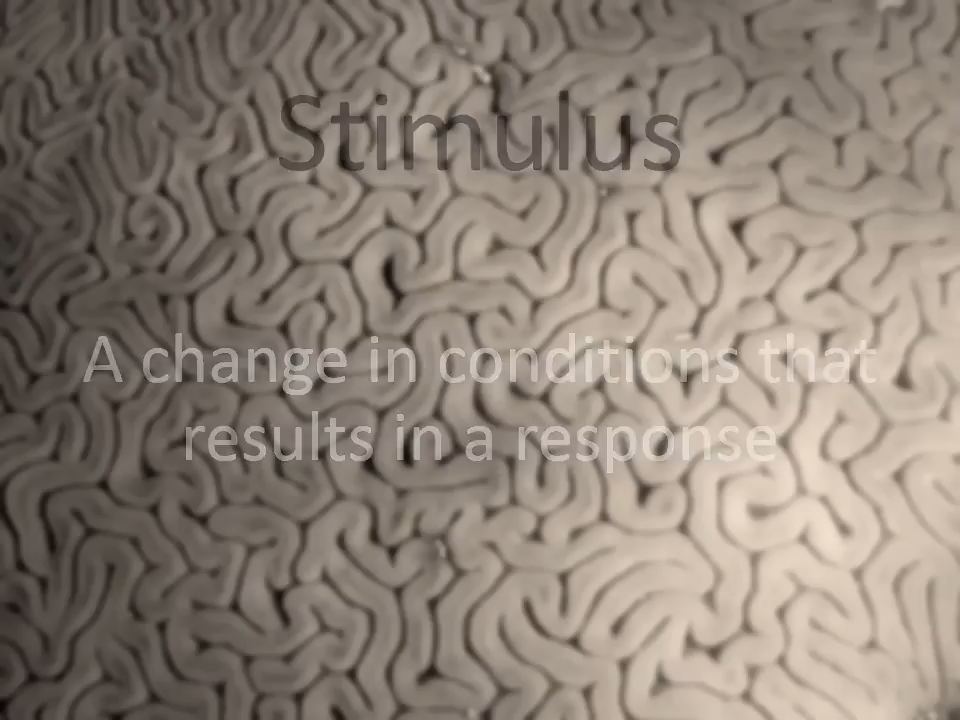 Stimulus
A change in conditions that
results in a response